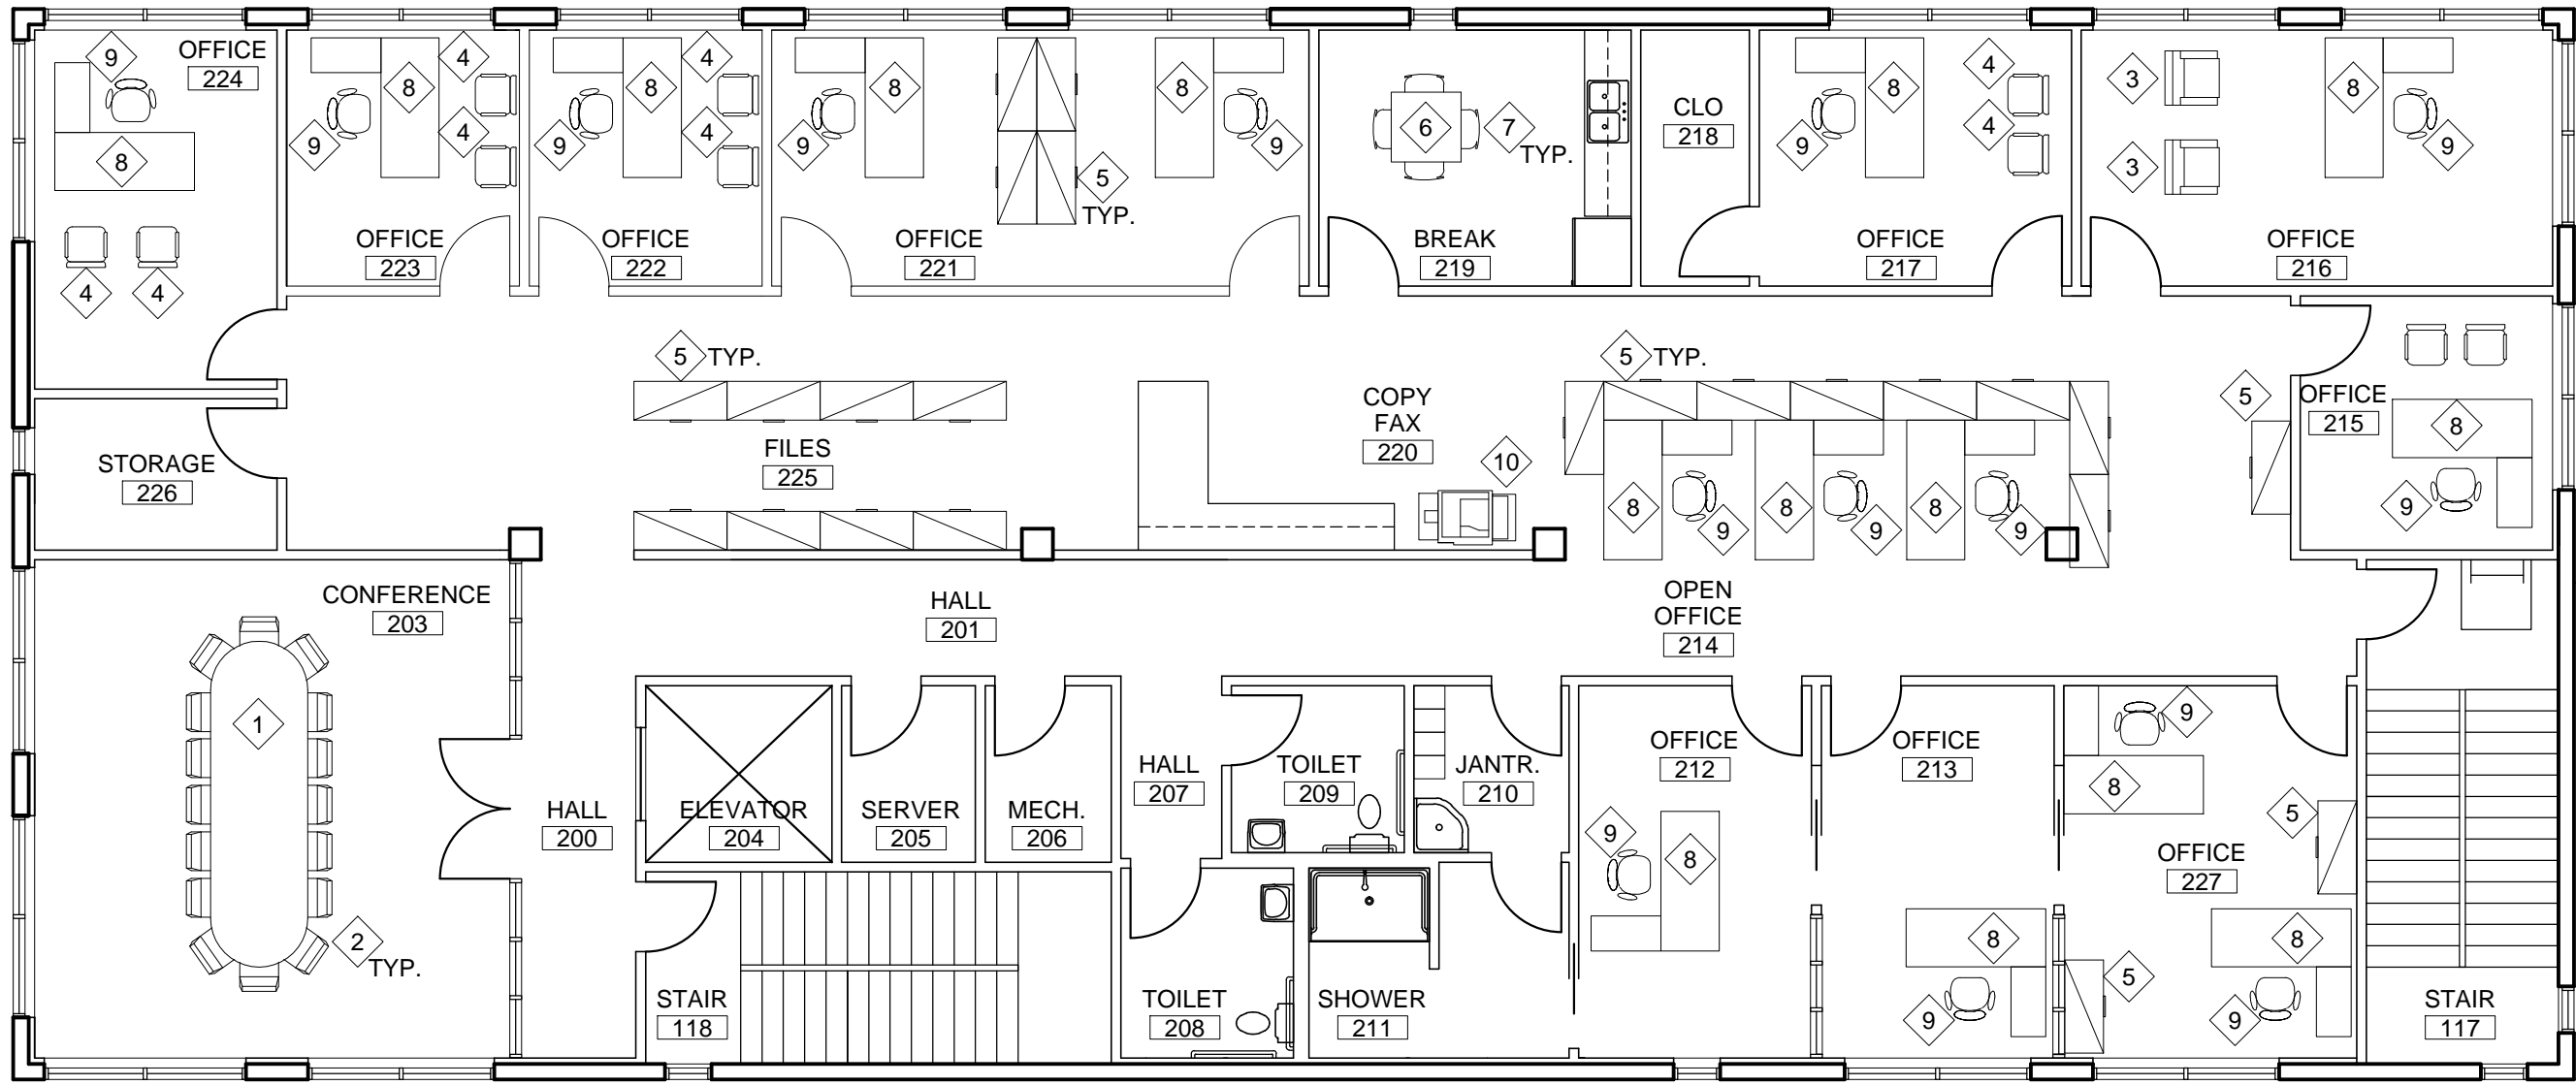 9
OFFICE
224
8
4
4
4
8
4
9
OFFICE
223
4
8
4
9
OFFICE
222
8
9
OFFICE
221
5
TYP.
8
9
6
7
TYP.
BREAK
219
CLO
218
4
8
4
9
OFFICE
217
3
3
8
9
OFFICE
216
5 TYP.
FILES
225
COPY
FAX
220
10
5 TYP.
8
9
8
9
8
9
5
OFFICE
215
8
9
STORAGE
226
CONFERENCE
203
1
2
TYP.
HALL
201
OPEN
OFFICE
214
HALL
200
ELEVATOR
204
SERVER
205
MECH.
206
HALL
207
TOILET
209
JANTR.
210
OFFICE
212
9
8
OFFICE
213
8
9
9
8
5
OFFICE
227
8
5
9
STAIR
118
TOILET
208
SHOWER
211
STAIR
117